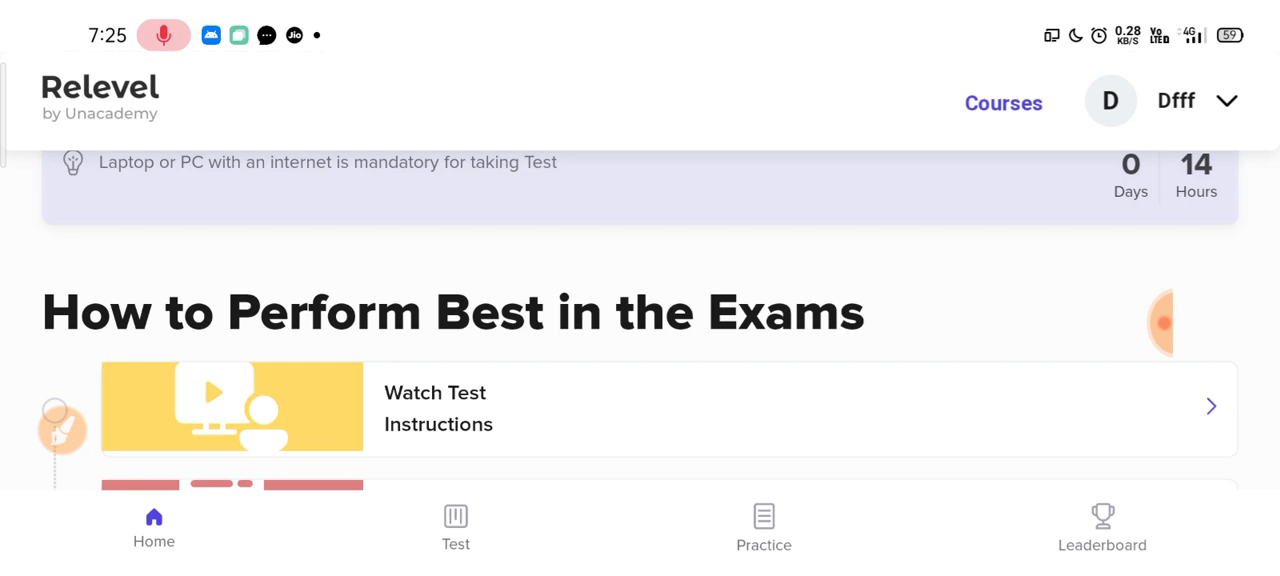 7:25
Jio
0.28
KB/S
Vo
LTED
4G
59
Relevel
by Unacademy
Courses
D
Dfff
Laptop or PC with an internet is mandatory for taking Test
0
14
Days
Hours
How to Perform Best in the Exams
Watch Test
Instructions
Home
Test
Practice
Leaderboard